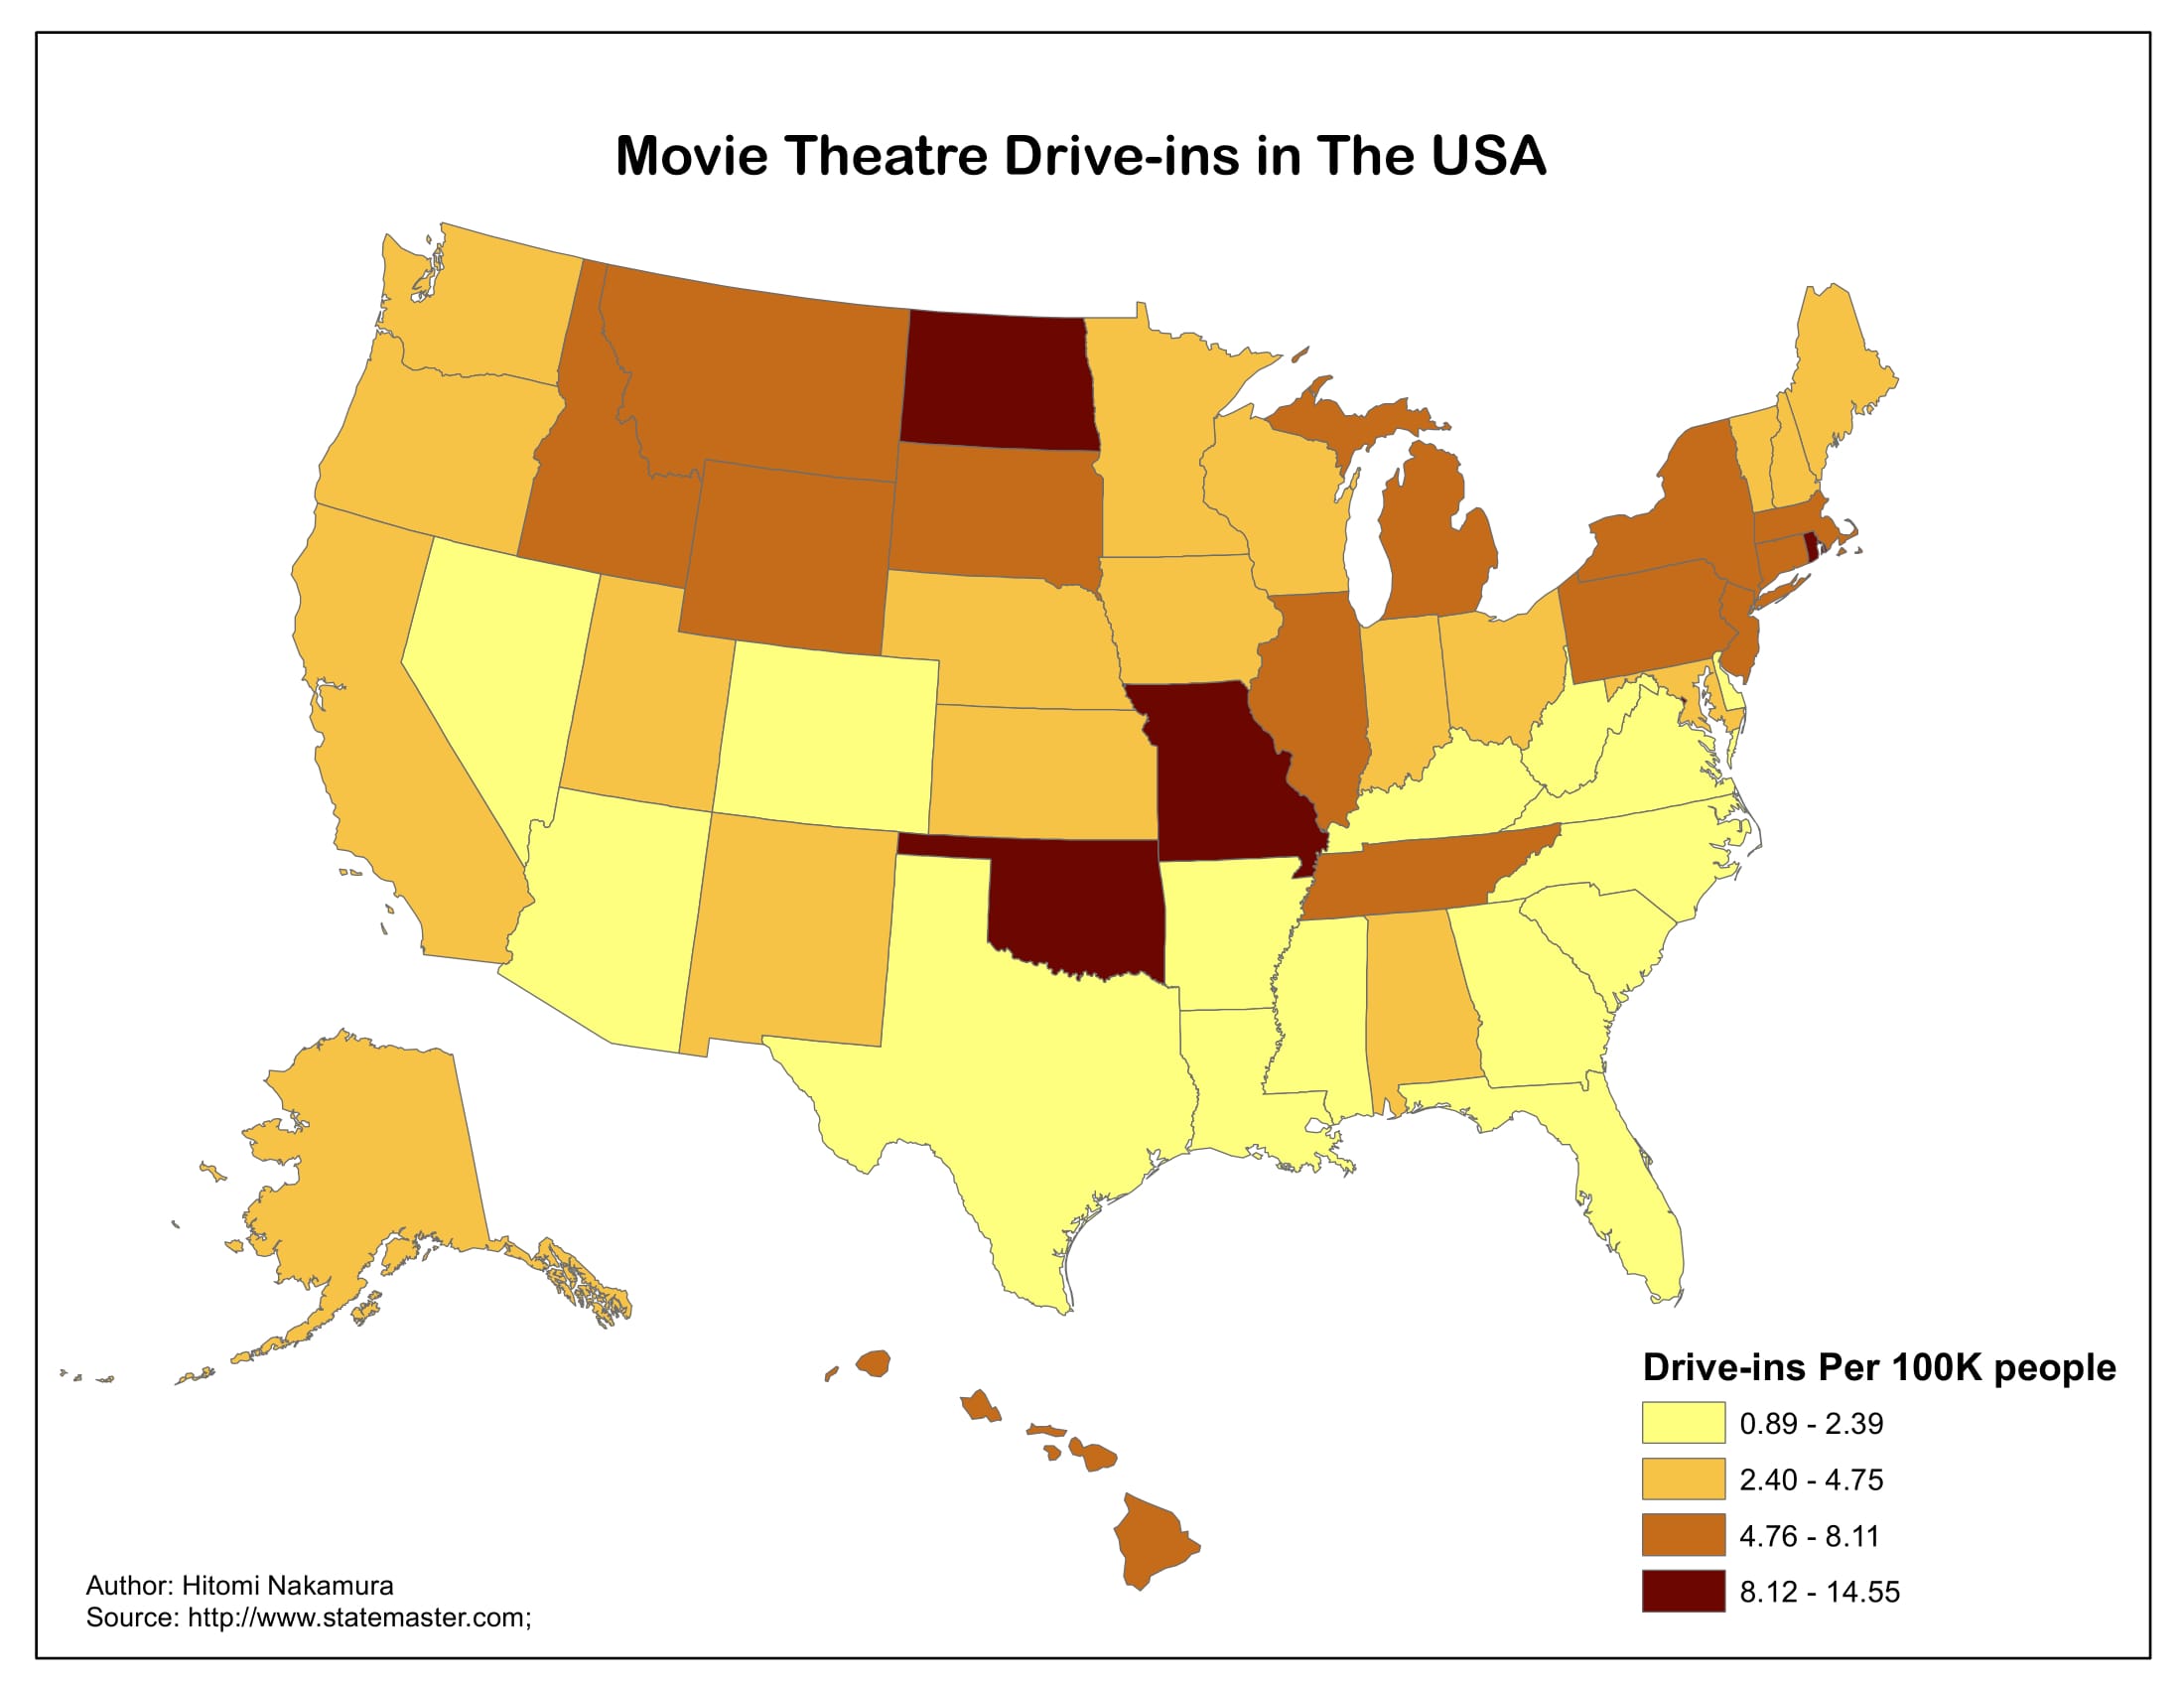 Movie Theatre Drive-ins in The USA
Drive-ins Per 100K people
0.89 - 2.39
2.40 - 4.75
4.76 - 8.11
8.12 - 14.55
Author: Hitomi Nakamura
Source: http://www.statemaster.com;